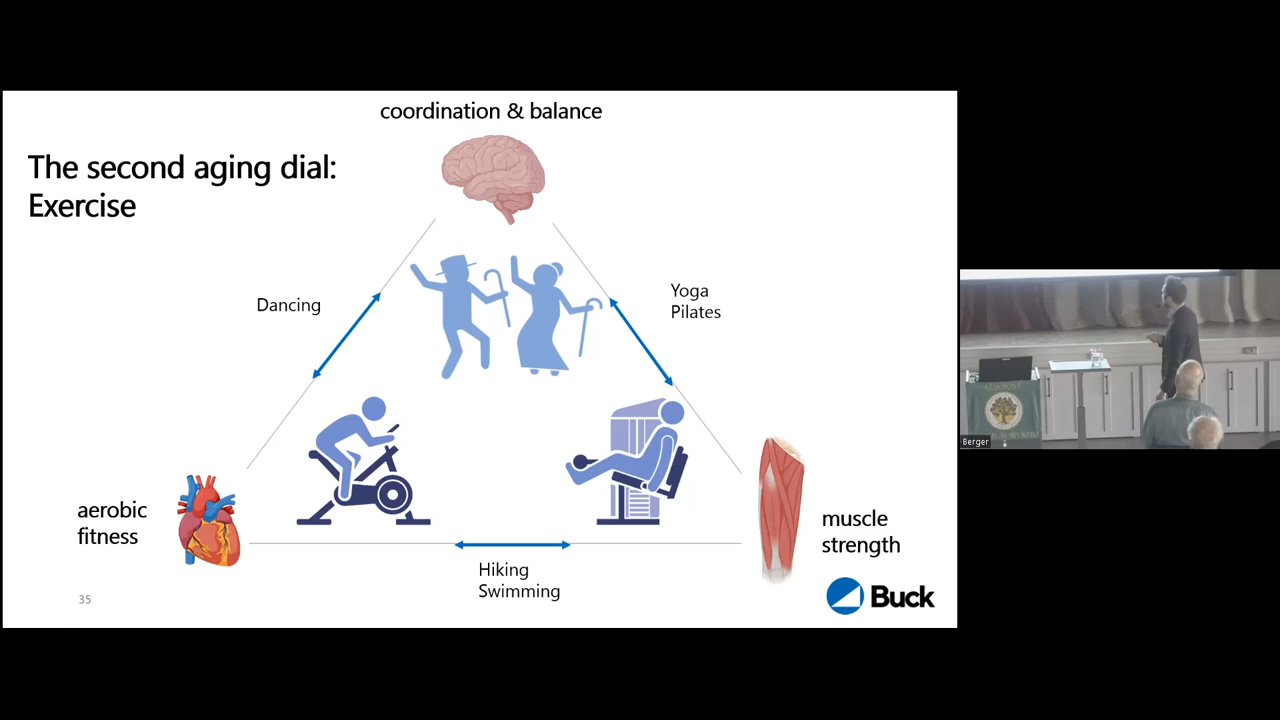 coordination & balance
The second aging dial:
Exercise
Dancing
Yoga
Pilates
aerobic
fitness
muscle
strength
Hiking
Swimming
35
Buck
Berger